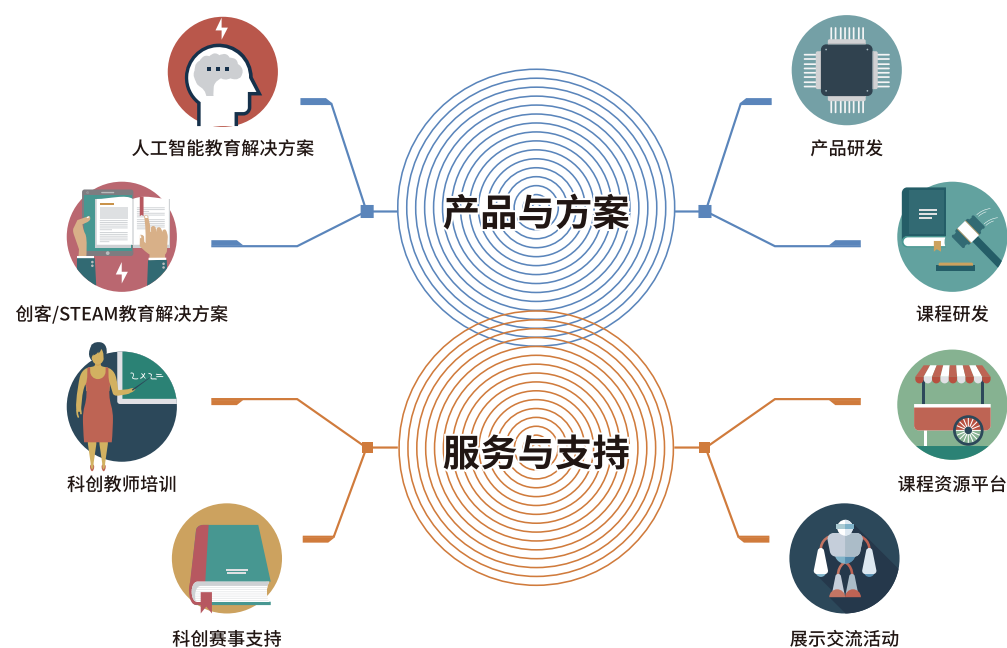 人工智能教育解决方案
产品研发
产品与方案
创客/STEAM教育解决方案
课程研发
服务与支持
科创教师培训
课程资源平台
科创赛事支持
展示交流活动